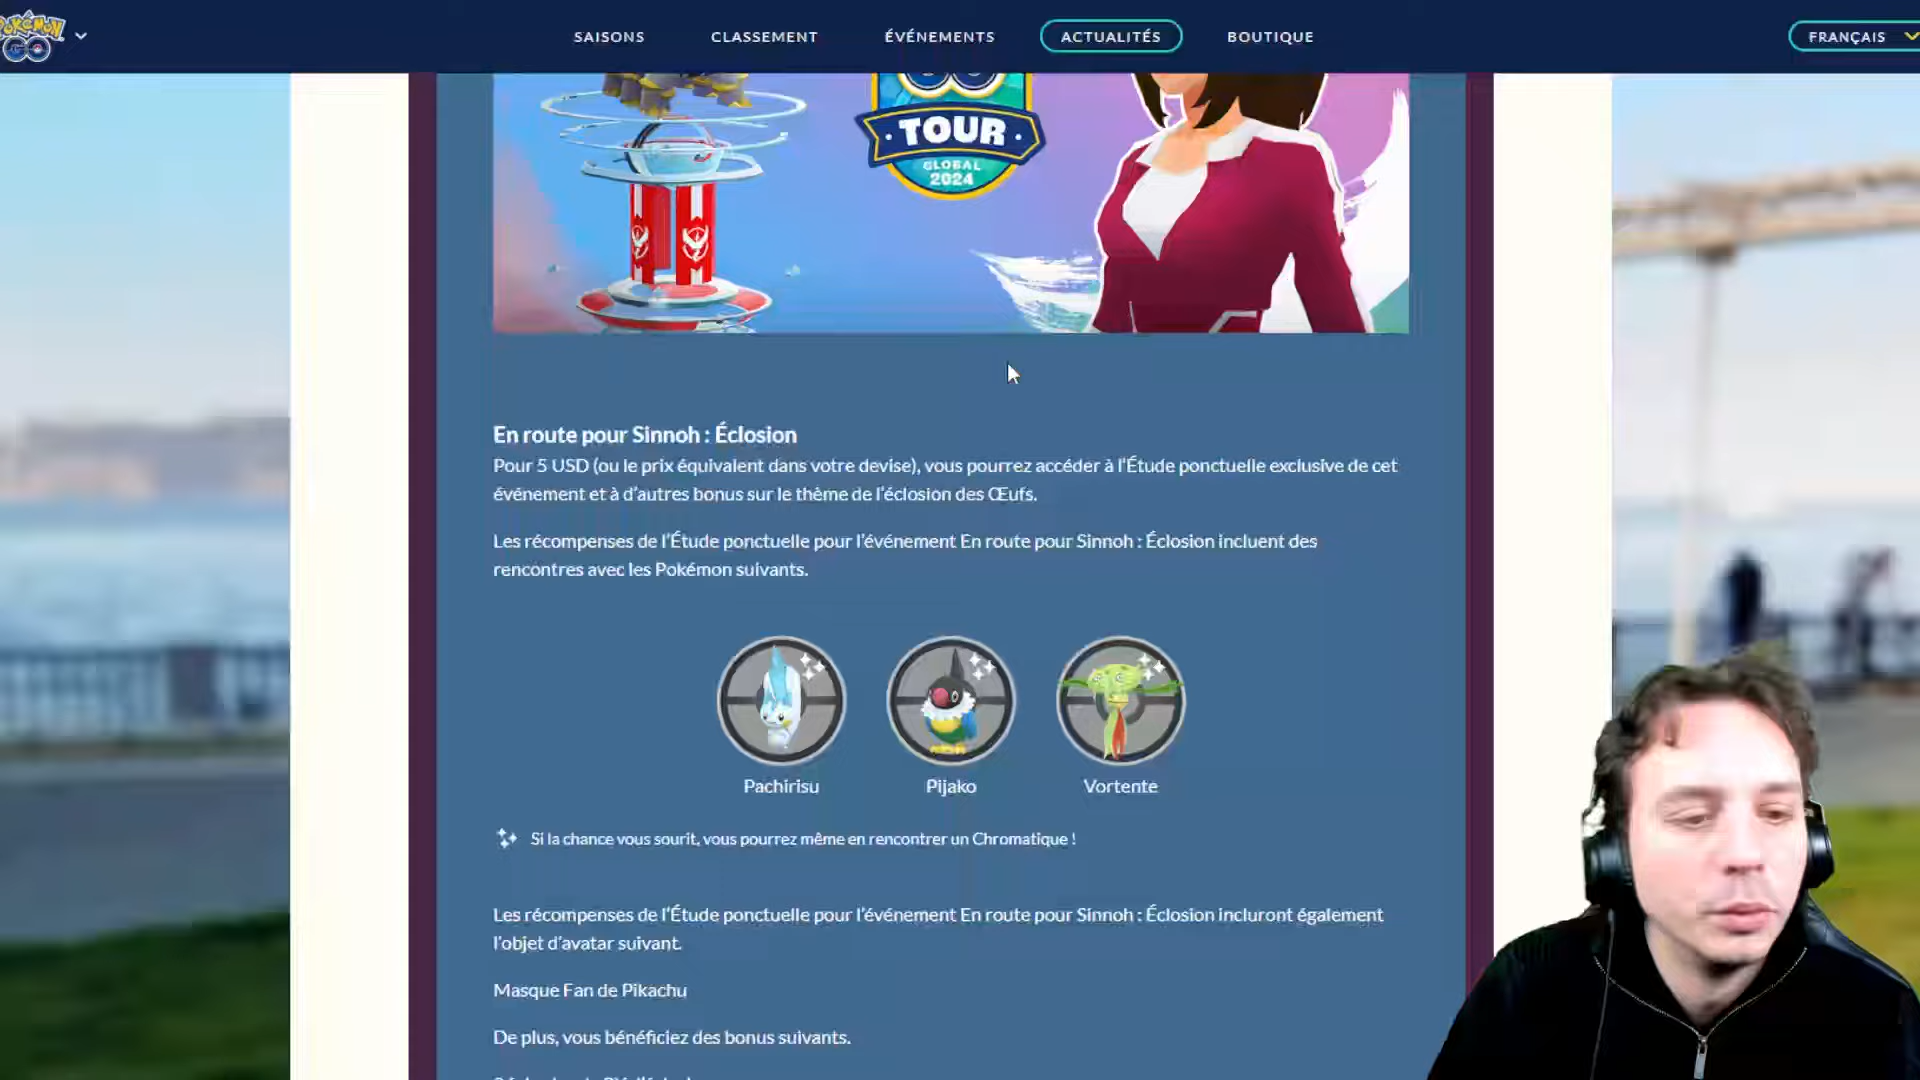 POKÉMON
GO
SAISONS
CLASSEMENT
ÉVÉNEMENTS
ACTUALITÉS
BOUTIQUE
FRANÇAIS
TOUR
GLOBAL
2024
En route pour Sinnoh : Éclosion
Pour 5 USD (ou le prix équivalent dans votre devise), vous pourrez accéder à l'Étude ponctuelle exclusive de cet
événement et à d'autres bonus sur le thème de l'éclosion des Œufs.
Les récompenses de l'Étude ponctuelle pour l'événement En route pour Sinnoh : Éclosion incluent des
rencontres avec les Pokémon suivants.
Pachirisu
Pijako
Vortente
Si la chance vous sourit, vous pourrez même en rencontrer un Chromatique !
Les récompenses de l'Étude ponctuelle pour l'événement En route pour Sinnoh : Éclosion incluront également
l'objet d'avatar suivant.
Masque Fan de Pikachu
De plus, vous bénéficiez des bonus suivants.